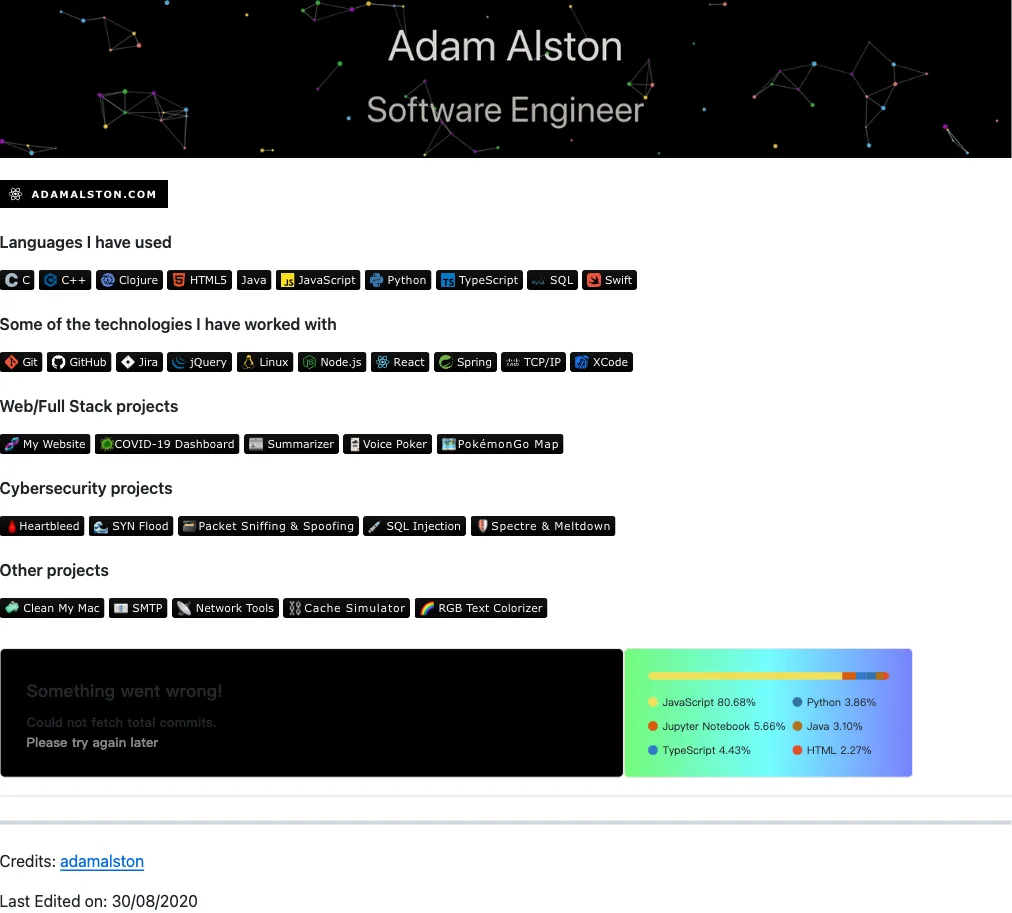 Adam Alston
Software Engineer
ADAMALSTON.COM
Languages I have used
C C++ Clojure HTML5 Java JS JavaScript Python TS TypeScript SQL Swift
Some of the technologies I have worked with
Git GitHub Jira jQuery Linux Node.js React Spring TCP/IP XCode
Web/Full Stack projects
My Website COVID-19 Dashboard Summarizer Voice Poker PokémonGo Map
Cybersecurity projects
Heartbleed SYN Flood Packet Sniffing & Spoofing SQL Injection Spectre & Meltdown
Other projects
Clean My Mac SMTP Network Tools Cache Simulator RGB Text Colorizer
Something went wrong!
Could not fetch total commits.
Please try again later
JavaScript 80.68% Python 3.86%
Jupyter Notebook 5.66% Java 3.10%
TypeScript 4.43% HTML 2.27%
Credits: adamalston
Last Edited on: 30/08/2020